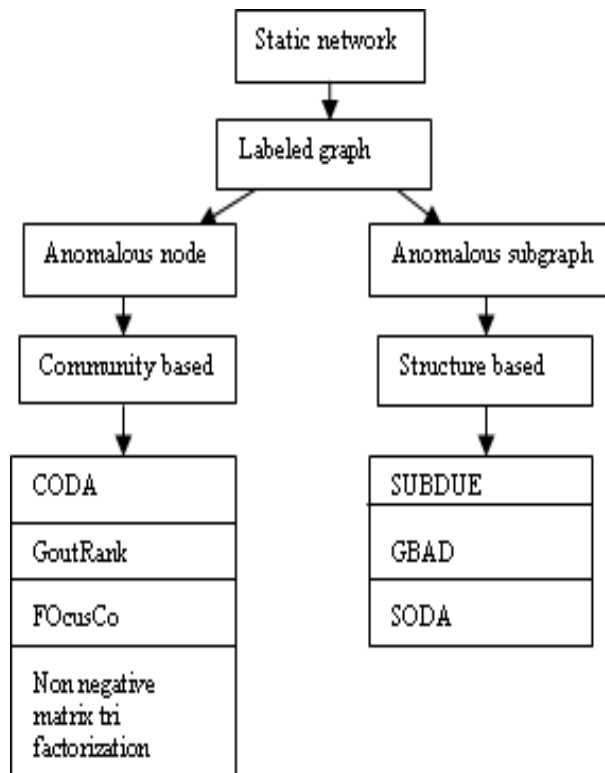 Static network
Labeled graph
Anomalous node
Anomalous subgraph
Community based
Structure based
CODA
GoutRank
FOcusCo
Non negative
matrix tri
factorization
SUBDUE
GBAD
SODA